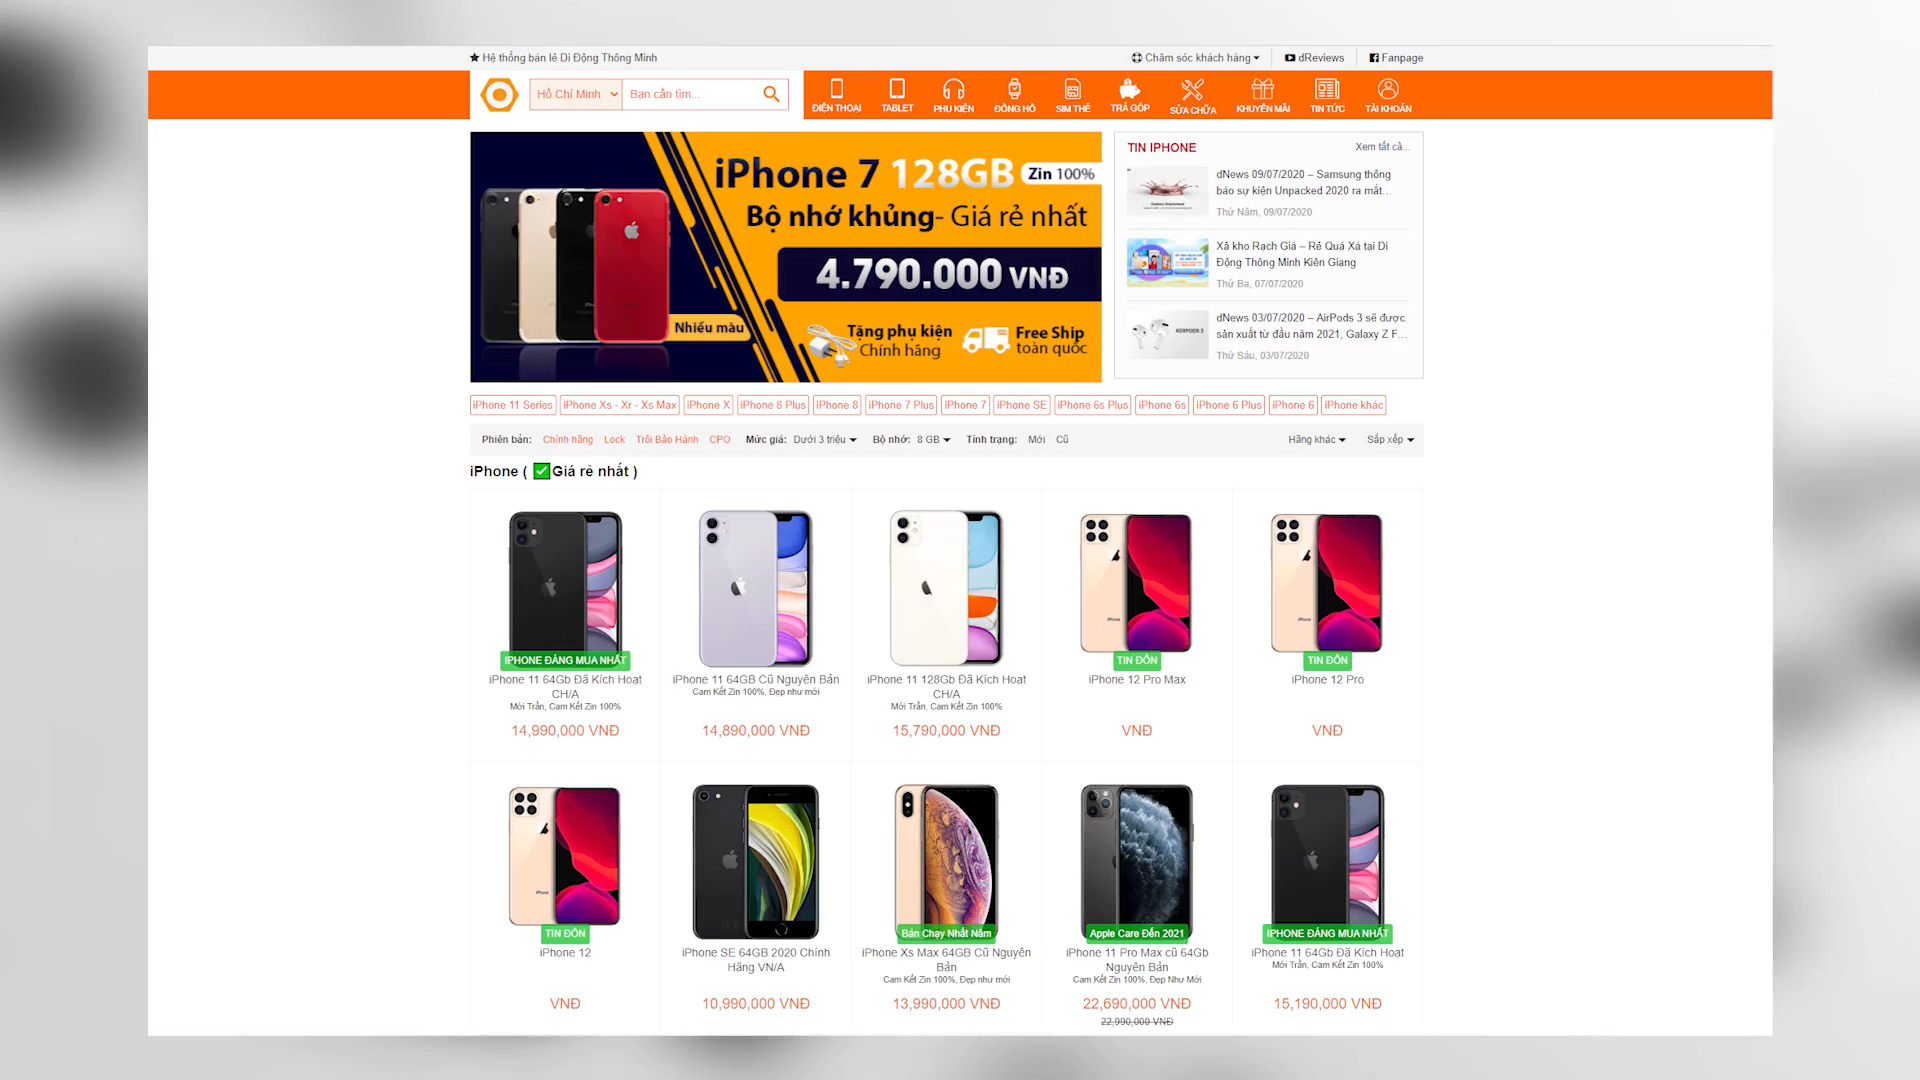 Hệ thống bán lẻ Di Động Thông Minh
Chăm sóc khách hàng
dReviews
Fanpage
Hồ Chí Minh
Bạn cần tìm...
ĐIỆN THOẠI
TABLET
PHỤ KIỆN
ĐỒNG HỒ
SIM THẺ
TRẢ GÓP
SỬA CHỮA
KHUYẾN MÃI
TIN TỨC
TÀI KHOẢN
iPhone 7 128GB Zin 100%
Bộ nhớ khủng- Giá rẻ nhất
4.790.000 VNĐ
Nhiều màu
Tặng phụ kiện
Chính hãng
Free Ship
toàn quốc
TIN IPHONE
Xem tất cả...
dNews 09/07/2020 – Samsung thông
báo sự kiện Unpacked 2020 ra mắt...
Thứ Năm, 09/07/2020
Xả kho Rạch Giá – Rẻ Quá Xá tại Di
Động Thông Minh Kiên Giang
Thứ Ba, 07/07/2020
dNews 03/07/2020 – AirPods 3 sẽ được
sản xuất từ đầu năm 2021, Galaxy Z F...
Thứ Sáu, 03/07/2020
AIRPODS 3
iPhone 11 Series
iPhone Xs - Xr - Xs Max
iPhone X
iPhone 8 Plus
iPhone 8
iPhone 7 Plus
iPhone 7
iPhone SE
iPhone 6s Plus
iPhone 6s
iPhone 6 Plus
iPhone 6
iPhone khác
Phiên bản: Chính hãng Lock Trôi Bảo Hành CPO Mức giá: Dưới 3 triệu Bộ nhớ: 8 GB Tình trạng: Mới Cũ
Hãng khác
Sắp xếp
iPhone ( ✅Giá rẻ nhất )
IPHONE ĐÁNG MUA NHẤT
iPhone 11 64Gb Đã Kích Hoạt
CH/A
Mới Trần, Cam Kết Zin 100%
14,990,000 VNĐ
iPhone 11 64GB Cũ Nguyên Bản
Cam Kết Zin 100%, Đẹp như mới
14,890,000 VNĐ
iPhone 11 128Gb Đã Kích Hoạt
CH/A
Mới Trần, Cam Kết Zin 100%
15,790,000 VNĐ
iPhone
TIN ĐỒN
iPhone 12 Pro Max
VNĐ
iPhone
TIN ĐỒN
iPhone 12 Pro
VNĐ
iPhone
TIN ĐỒN
iPhone 12
VNĐ
iPhone SE 64GB 2020 Chính
Hãng VN/A
10,990,000 VNĐ
Bán Chạy Nhất Năm
iPhone Xs Max 64GB Cũ Nguyên
Bản
Cam Kết Zin 100%, Đẹp như mới
13,990,000 VNĐ
Apple Care Đến 2021
iPhone 11 Pro Max cũ 64Gb
Nguyên Bản
Cam Kết Zin 100%, Đẹp Như Mới
22,690,000 VNĐ
22,990,000 VNĐ
IPHONE ĐÁNG MUA NHẤT
iPhone 11 64Gb Đã Kích Hoạt
Mới Trần, Cam Kết Zin 100%
15,190,000 VNĐ